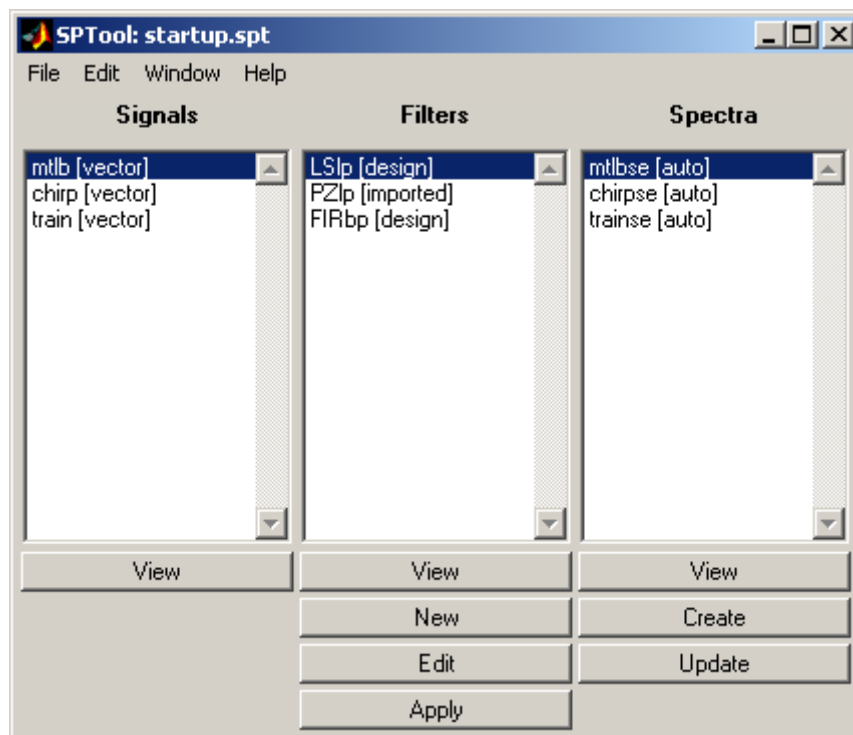 SPTool: startup.spt
File Edit Window Help
Signals Filters Spectra
mtlb [vector] LSlp [design] mtlbse [auto]
chirp [vector] PZlp [imported] chirpse [auto]
train [vector] FIRbp [design] trainse [auto]
View View View
New Create
Edit Update
Apply